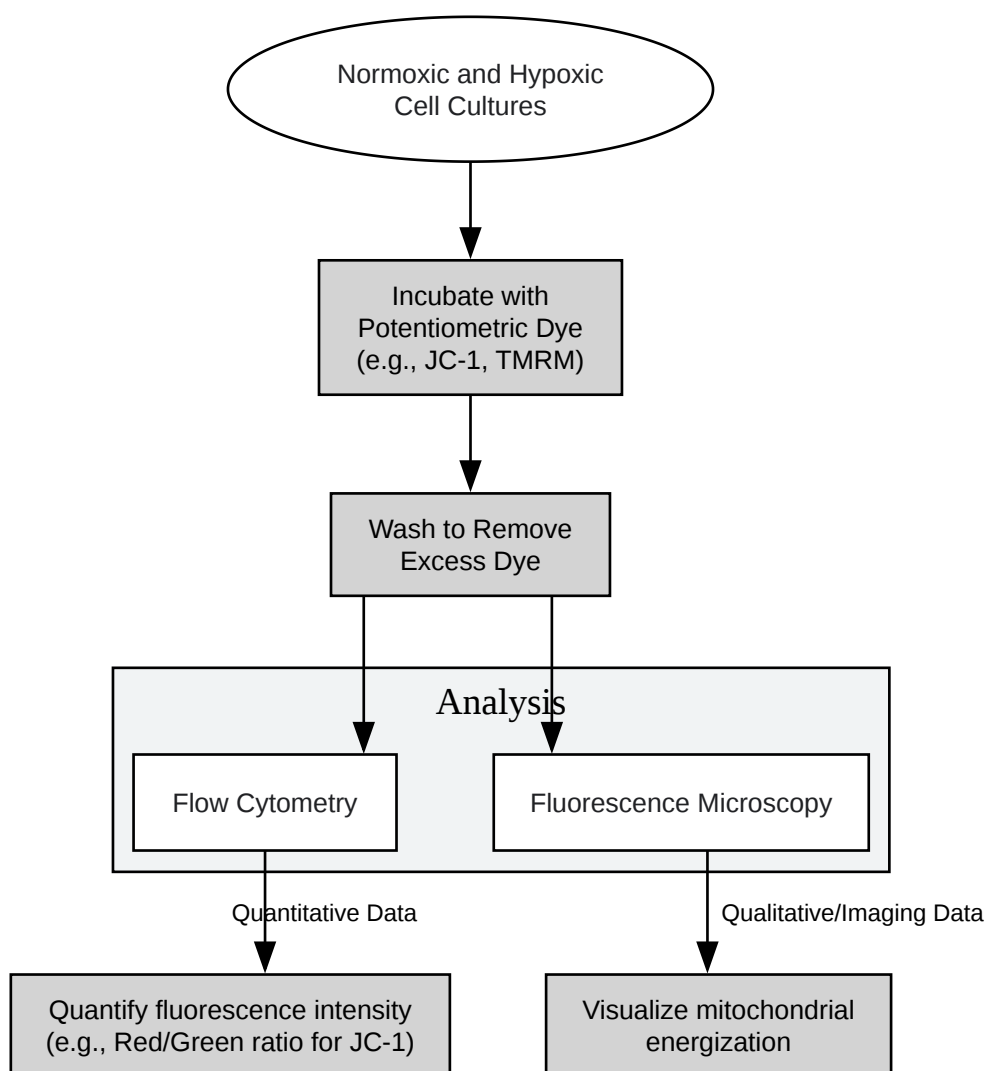 Normoxic and Hypoxic
Cell Cultures
Incubate with
Potentiometric Dye
(e.g., JC-1, TMRM)
Wash to Remove
Excess Dye
Analysis
Flow Cytometry
Fluorescence Microscopy
Quantitative Data
Qualitative/Imaging Data
Quantify fluorescence intensity
(e.g., Red/Green ratio for JC-1)
Visualize mitochondrial
energization